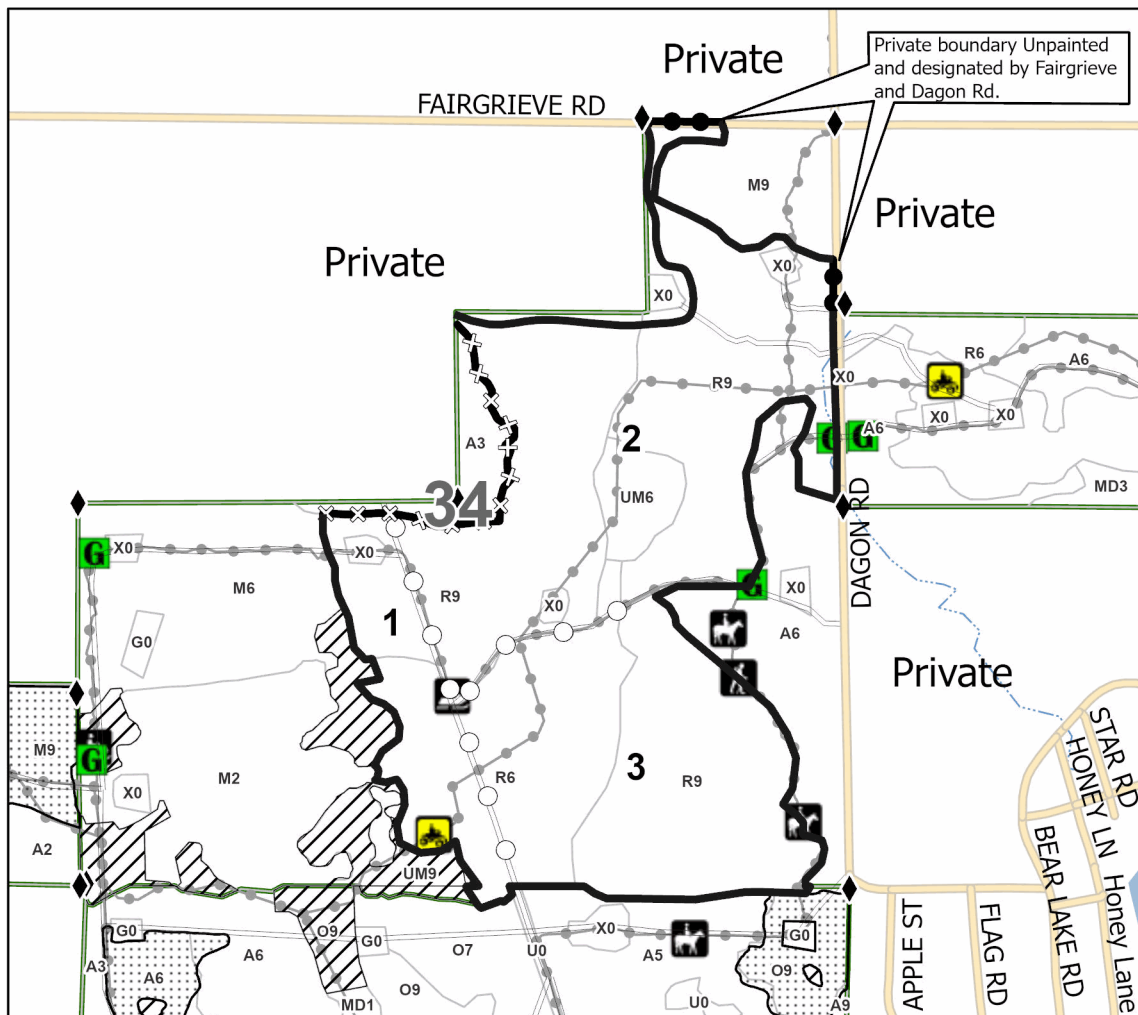 Private
Private boundary Unpainted
and designated by Fairgrieve
and Dagon Rd.
FAIRGRIEVE RD
M9
Private
Private
X0
X0
R6
A6
R9
X0
X0
X0
A6
G
G
A3
2
34
UM6
MD3
DAGON RD
G
X0
X0
M6
R9
G
X0
X0
1
A6
G0
Private
STAR RD
HONEY LN
M9
G
M2
R6
3
R9
X0
A2
BEAR LAKE RD
Honey Lane
UM9
G0
O9
G0
O7
U0
X0
A5
G0
A3
A6
A6
O9
O9
MD1
U0
A9
APPLE ST
FLAG RD